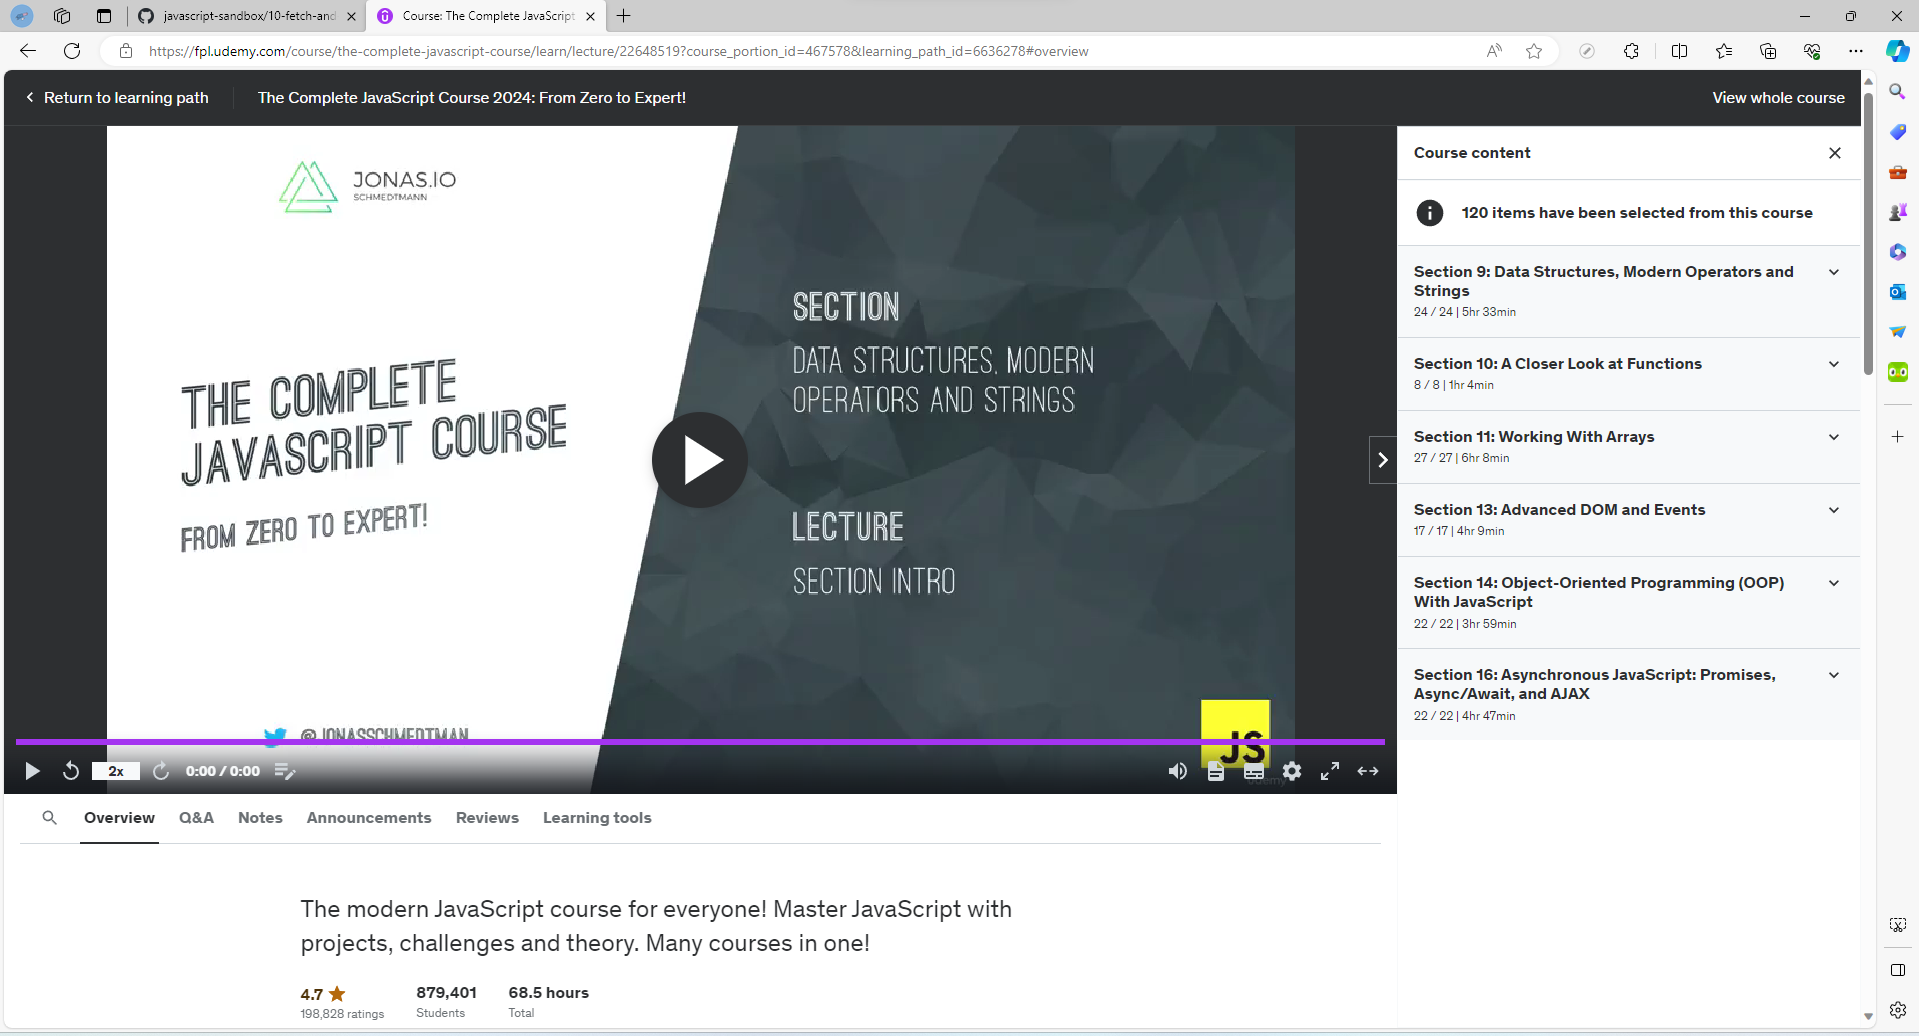 javascript-sandbox/10-fetch-and
Course: The Complete JavaScript
https://fpl.udemy.com/course/the-complete-javascript-course/learn/lecture/22648519?course_portion_id=467578&learning_path_id=6636278#overview
Return to learning path
The Complete JavaScript Course 2024: From Zero to Expert!
View whole course
JONAS.IO
SCHMEDTMANN
THE COMPLETE
JAVASCRIPT COURSE
FROM ZERO TO EXPERT!
@JONASSCHMEDTMAN
SECTION
DATA STRUCTURES, MODERN
OPERATORS AND STRINGS
LECTURE
SECTION INTRO
JS
udemy
2x
0:00 / 0:00
Course content
120 items have been selected from this course
Section 9: Data Structures, Modern Operators and
Strings
24 / 24 | 5hr 33min
Section 10: A Closer Look at Functions
8 / 8 | 1hr 4min
Section 11: Working With Arrays
27 / 27 | 6hr 8min
Section 13: Advanced DOM and Events
17 / 17 | 4hr 9min
Section 14: Object-Oriented Programming (OOP)
With JavaScript
22 / 22 | 3hr 59min
Section 16: Asynchronous JavaScript: Promises,
Async/Await, and AJAX
22 / 22 | 4hr 47min
Overview
Q&A
Notes
Announcements
Reviews
Learning tools
The modern JavaScript course for everyone! Master JavaScript with
projects, challenges and theory. Many courses in one!
4.7
198,828 ratings
879,401
Students
68.5 hours
Total